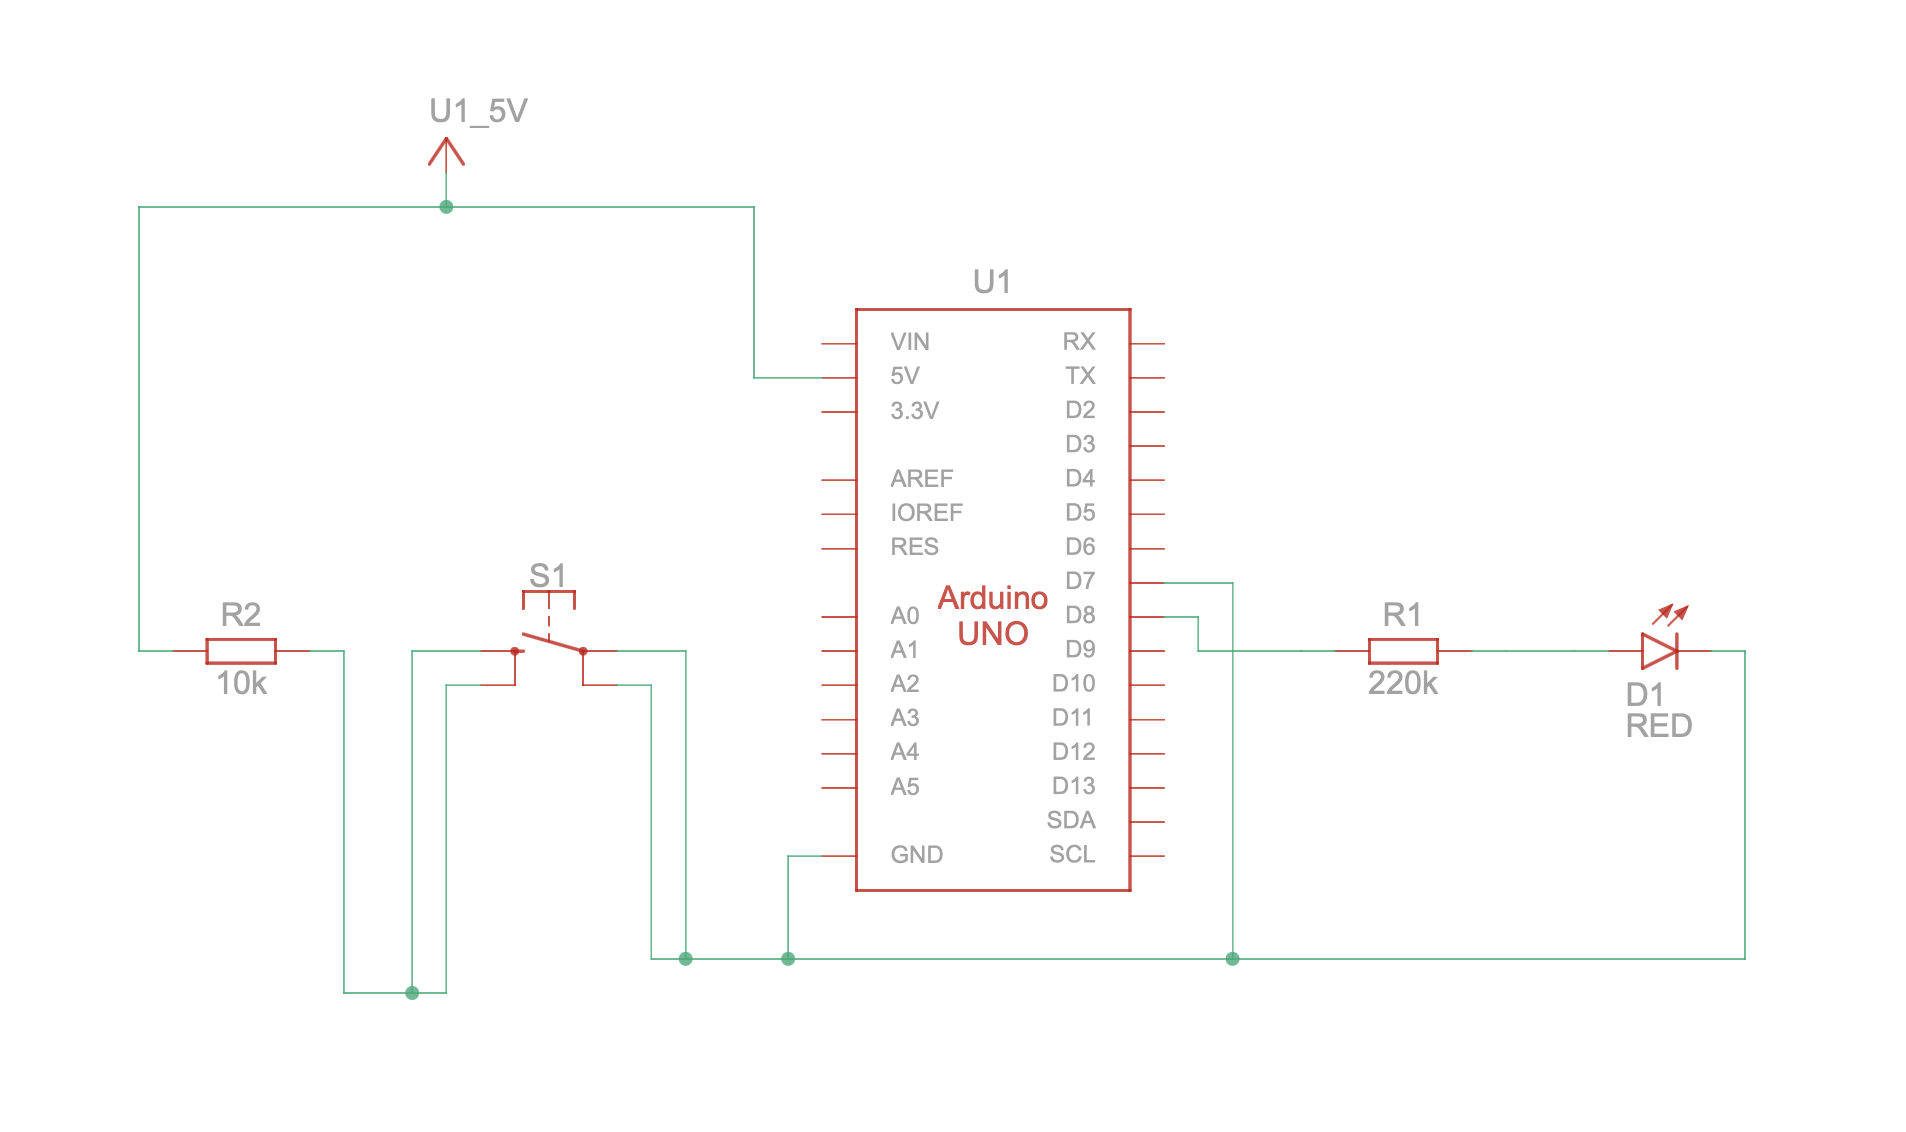 U1_5V
U1
VIN
5V
3.3V
AREF
IOREF
RES
A0
A1
A2
A3
A4
A5
GND
Arduino
UNO
RX
TX
D2
D3
D4
D5
D6
D7
D8
D9
D10
D11
D12
D13
SDA
SCL
S1
R2
10k
R1
220k
D1
RED